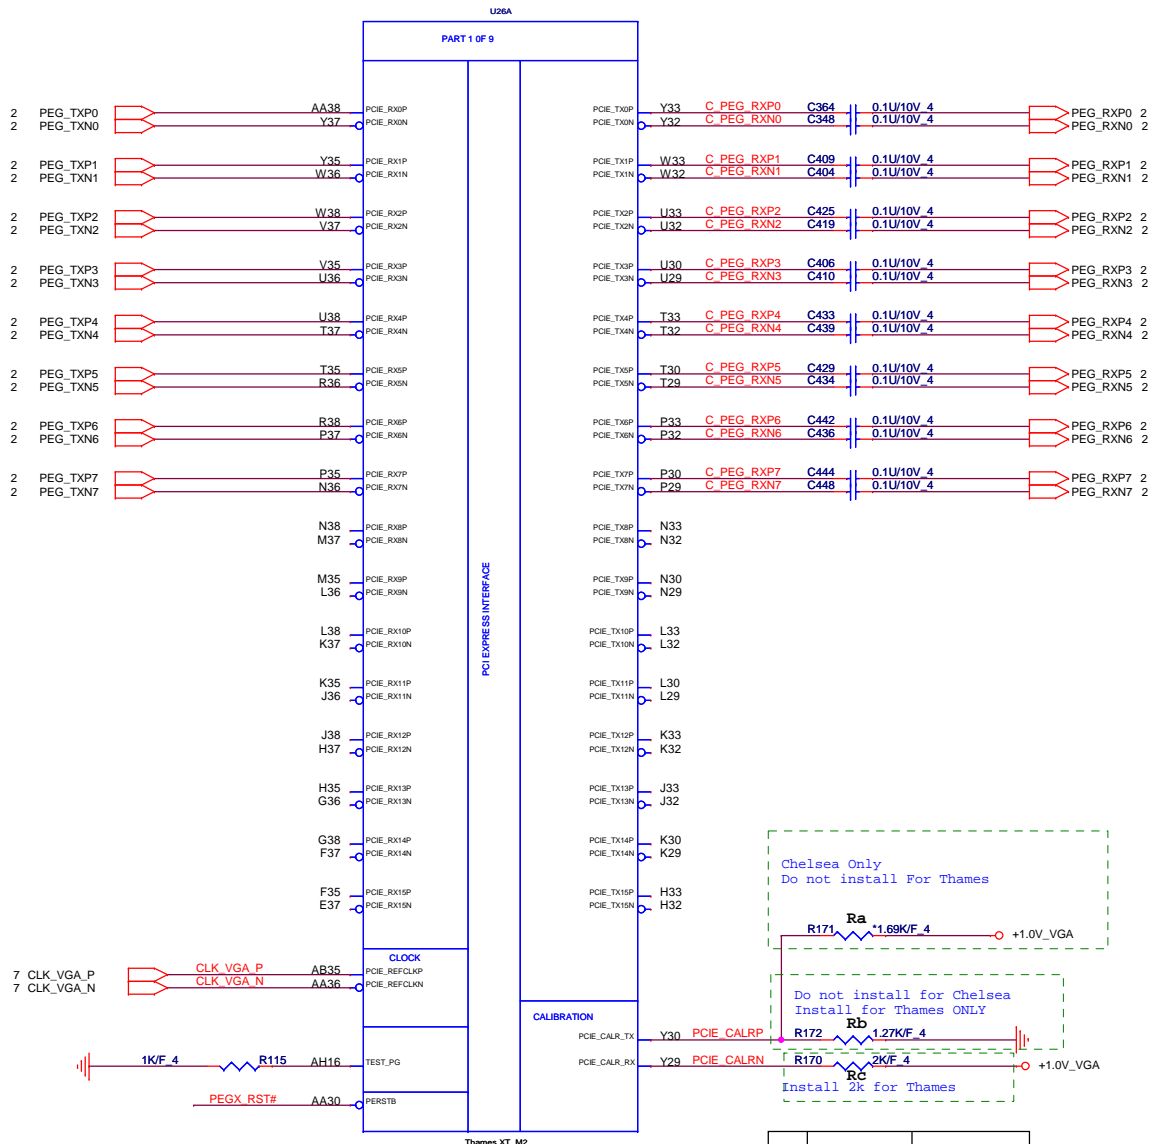 U26A
PART 1 0F 9
2 PEG_TXP0 AA38 PCIE_RX0P PCIE_TX0P Y33 C_PEG_RXP0 C364 0.1U/10V_4 PEG_RXP0 2
2 PEG_TXN0 Y37 PCIE_RX0N PCIE_TX0N Y32 C_PEG_RXN0 C348 0.1U/10V_4 PEG_RXN0 2
2 PEG_TXP1 Y35 PCIE_RX1P PCIE_TX1P W33 C_PEG_RXP1 C409 0.1U/10V_4 PEG_RXP1 2
2 PEG_TXN1 W36 PCIE_RX1N PCIE_TX1N W32 C_PEG_RXN1 C404 0.1U/10V_4 PEG_RXN1 2
2 PEG_TXP2 W38 PCIE_RX2P PCIE_TX2P U33 C_PEG_RXP2 C425 0.1U/10V_4 PEG_RXP2 2
2 PEG_TXN2 V37 PCIE_RX2N PCIE_TX2N U32 C_PEG_RXN2 C419 0.1U/10V_4 PEG_RXN2 2
2 PEG_TXP3 V35 PCIE_RX3P PCIE_TX3P U30 C_PEG_RXP3 C406 0.1U/10V_4 PEG_RXP3 2
2 PEG_TXN3 U36 PCIE_RX3N PCIE_TX3N U29 C_PEG_RXN3 C410 0.1U/10V_4 PEG_RXN3 2
2 PEG_TXP4 U38 PCIE_RX4P PCIE_TX4P T33 C_PEG_RXP4 C433 0.1U/10V_4 PEG_RXP4 2
2 PEG_TXN4 T37 PCIE_RX4N PCIE_TX4N T32 C_PEG_RXN4 C439 0.1U/10V_4 PEG_RXN4 2
2 PEG_TXP5 T35 PCIE_RX5P PCIE_TX5P T30 C_PEG_RXP5 C429 0.1U/10V_4 PEG_RXP5 2
2 PEG_TXN5 R36 PCIE_RX5N PCIE_TX5N T29 C_PEG_RXN5 C434 0.1U/10V_4 PEG_RXN5 2
2 PEG_TXP6 R38 PCIE_RX6P PCIE_TX6P P33 C_PEG_RXP6 C442 0.1U/10V_4 PEG_RXP6 2
2 PEG_TXN6 P37 PCIE_RX6N PCIE_TX6N P32 C_PEG_RXN6 C436 0.1U/10V_4 PEG_RXN6 2
2 PEG_TXP7 P35 PCIE_RX7P PCIE_TX7P P30 C_PEG_RXP7 C444 0.1U/10V_4 PEG_RXP7 2
2 PEG_TXN7 N36 PCIE_RX7N PCIE_TX7N P29 C_PEG_RXN7 C448 0.1U/10V_4 PEG_RXN7 2
N38 PCIE_RX8P PCIE_TX8P N33
M37 PCIE_RX8N PCIE_TX8N N32
M35 PCIE_RX9P PCIE_TX9P N30
L36 PCIE_RX9N PCIE_TX9N N29
L38 PCIE_RX10P PCIE_TX10P L33
K37 PCIE_RX10N PCIE_TX10N L32
PCI EXPRESS INTERFACE
K35 PCIE_RX11P PCIE_TX11P L30
J36 PCIE_RX11N PCIE_TX11N L29
J38 PCIE_RX12P PCIE_TX12P K33
H37 PCIE_RX12N PCIE_TX12N K32
H35 PCIE_RX13P PCIE_TX13P J33
G36 PCIE_RX13N PCIE_TX13N J32
G38 PCIE_RX14P PCIE_TX14P K30
F37 PCIE_RX14N PCIE_TX14N K29
F35 PCIE_RX15P PCIE_TX15P H33
E37 PCIE_RX15N PCIE_TX15N H32
Chelsea Only
Do not install For Thames
Ra
R171 *1.69K/F_4 +1.0V_VGA
CLOCK
7 CLK_VGA_P CLK_VGA_P AB35 PCIE_REFCLKP
7 CLK_VGA_N CLK_VGA_N AA36 PCIE_REFCLKN
Do not install for Chelsea
Install for Thames ONLY
CALIBRATION
Rb
PCIE_CALR_TX Y30 PCIE_CALRP R172 1.27K/F_4
1K/F_4 R115 AH16 TEST_PG PCIE_CALR_RX Y29 PCIE_CALRN R170 2K/F_4 +1.0V_VGA
Rc
Install 2k for Thames
PEGX_RST# AA30 PERSTB
Thames XT_M2